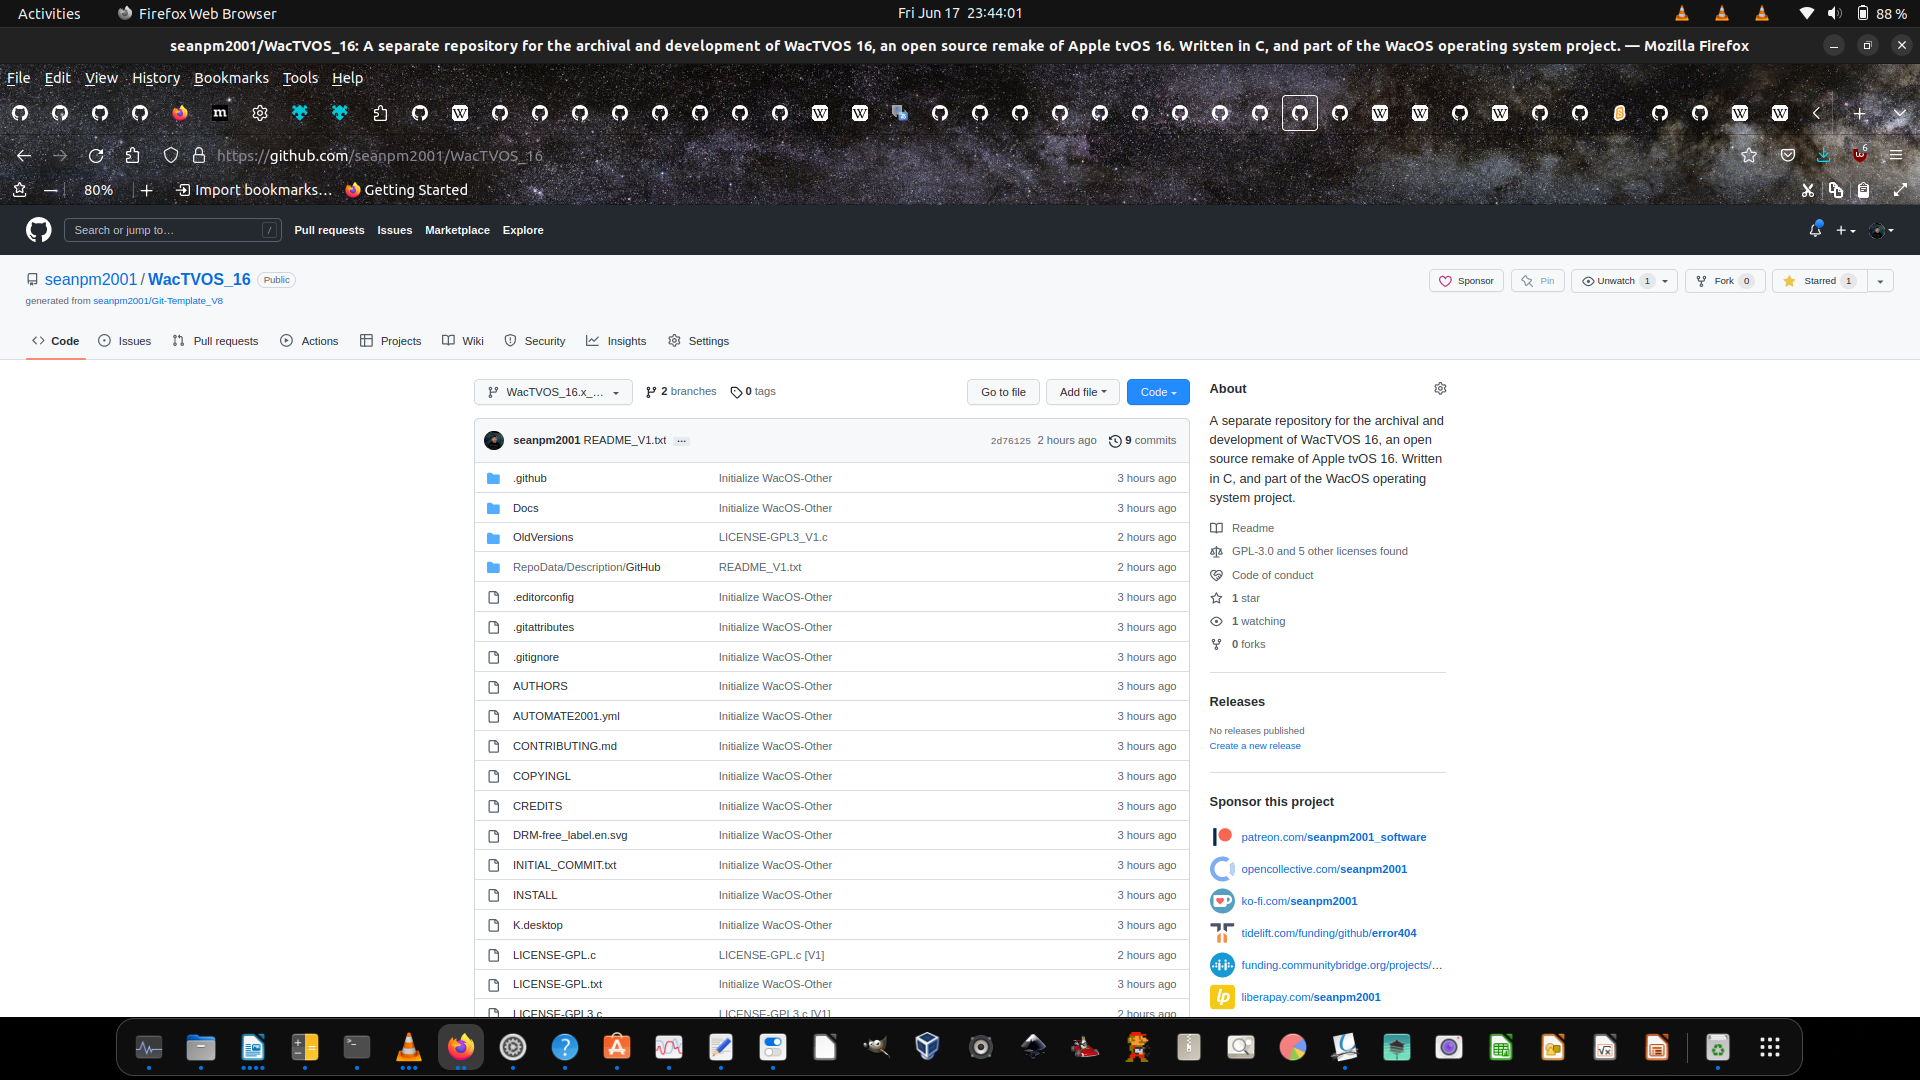 Activities
Firefox Web Browser
Fri Jun 17 23:44:01
88 %
seanpm2001/WacTVOS_16: A separate repository for the archival and development of WacTVOS 16, an open source remake of Apple tvOS 16. Written in C, and part of the WacOS operating system project. — Mozilla Firefox
File Edit View History Bookmarks Tools Help
https://github.com/seanpm2001/WacTVOS_16
6
80%
Import bookmarks…
Getting Started
Search or jump to…
/
Pull requests Issues Marketplace Explore
seanpm2001 / WacTVOS_16 Public
Sponsor Pin Unwatch 1 Fork 0 Starred 1
generated from seanpm2001/Git-Template_V8
Code Issues Pull requests Actions Projects Wiki Security Insights Settings
WacTVOS_16.x_… 2 branches 0 tags Go to file Add file Code
seanpm2001 README_V1.txt … 2d76125 2 hours ago 9 commits
.github Initialize WacOS-Other 3 hours ago
Docs Initialize WacOS-Other 3 hours ago
OldVersions LICENSE-GPL3_V1.c 2 hours ago
RepoData/Description/GitHub README_V1.txt 2 hours ago
.editorconfig Initialize WacOS-Other 3 hours ago
.gitattributes Initialize WacOS-Other 3 hours ago
.gitignore Initialize WacOS-Other 3 hours ago
AUTHORS Initialize WacOS-Other 3 hours ago
AUTOMATE2001.yml Initialize WacOS-Other 3 hours ago
CONTRIBUTING.md Initialize WacOS-Other 3 hours ago
COPYINGL Initialize WacOS-Other 3 hours ago
CREDITS Initialize WacOS-Other 3 hours ago
DRM-free_label.en.svg Initialize WacOS-Other 3 hours ago
INITIAL_COMMIT.txt Initialize WacOS-Other 3 hours ago
INSTALL Initialize WacOS-Other 3 hours ago
K.desktop Initialize WacOS-Other 3 hours ago
LICENSE-GPL.c LICENSE-GPL.c [V1] 2 hours ago
LICENSE-GPL.txt Initialize WacOS-Other 3 hours ago
LICENSE-GPL3.c LICENSE-GPL3.c [V1] 2 hours ago
About
A separate repository for the archival and
development of WacTVOS 16, an open
source remake of Apple tvOS 16. Written
in C, and part of the WacOS operating
system project.
Readme
GPL-3.0 and 5 other licenses found
Code of conduct
1 star
1 watching
0 forks
Releases
No releases published
Create a new release
Sponsor this project
patreon.com/seanpm2001_software
opencollective.com/seanpm2001
ko-fi.com/seanpm2001
tidelift.com/funding/github/error404
funding.communitybridge.org/projects/…
liberapay.com/seanpm2001